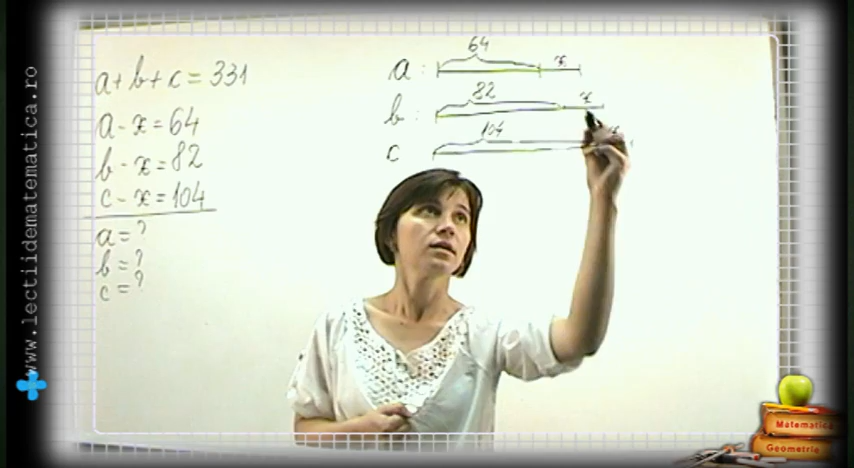 www.lectiidematematica.ro
a+b+c=331
a-x=64
b-x=82
c-x=104
a=?
b=?
c=?
64
a: x
82
b: x
104
c
Matematica
Geometrie